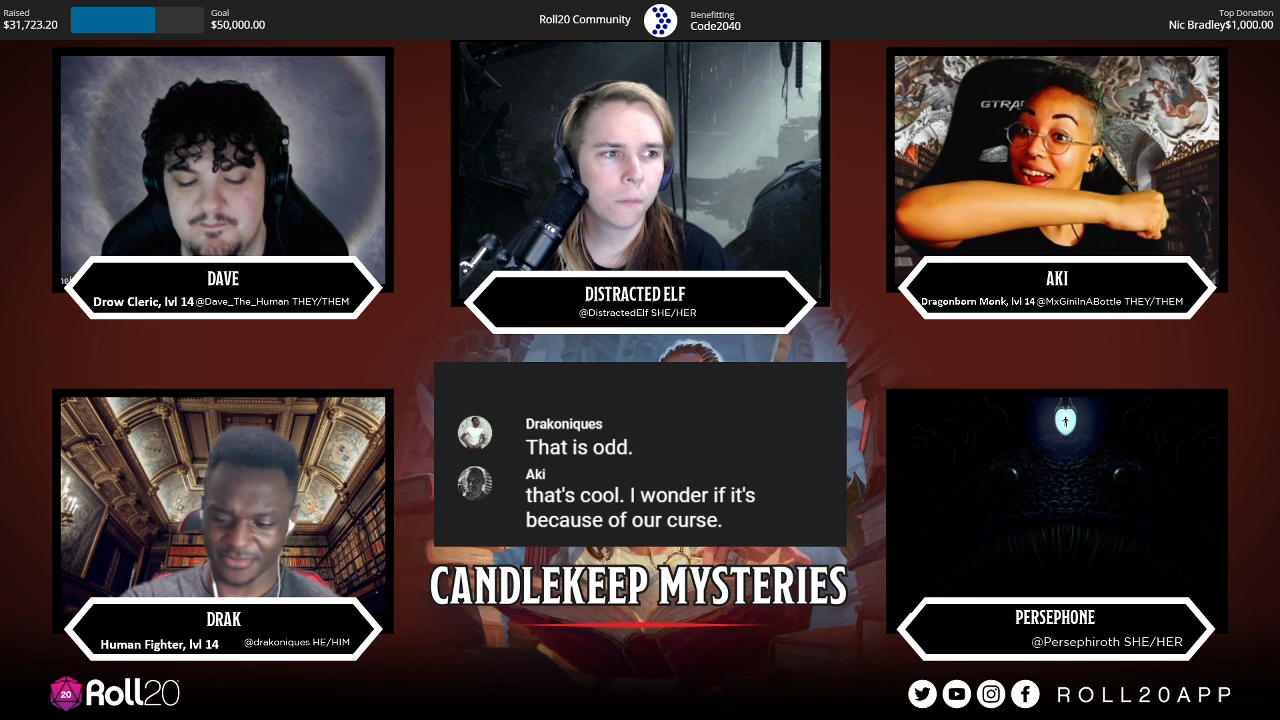 Raised
$31,723.20
Goal
$50,000.00
Roll20 Community
Benefitting
Code2040
Top Donation
Nic Bradley$1,000.00
GTRAC
DAVE
Drow Cleric, lvl 14 @Dave_The_Human THEY/THEM
DISTRACTED ELF
@DistractedElf SHE/HER
AKI
Dragonborn Monk, lvl 14 @MxGiniInABottle THEY/THEM
Drakoniques
That is odd.
Aki
that's cool. I wonder if it's
because of our curse.
CANDLEKEEP MYSTERIES
DRAK
Human Fighter, lvl 14 @drakoniques HE/HIM
PERSEPHONE
@Persephiroth SHE/HER
20 Roll20
ROLL20APP